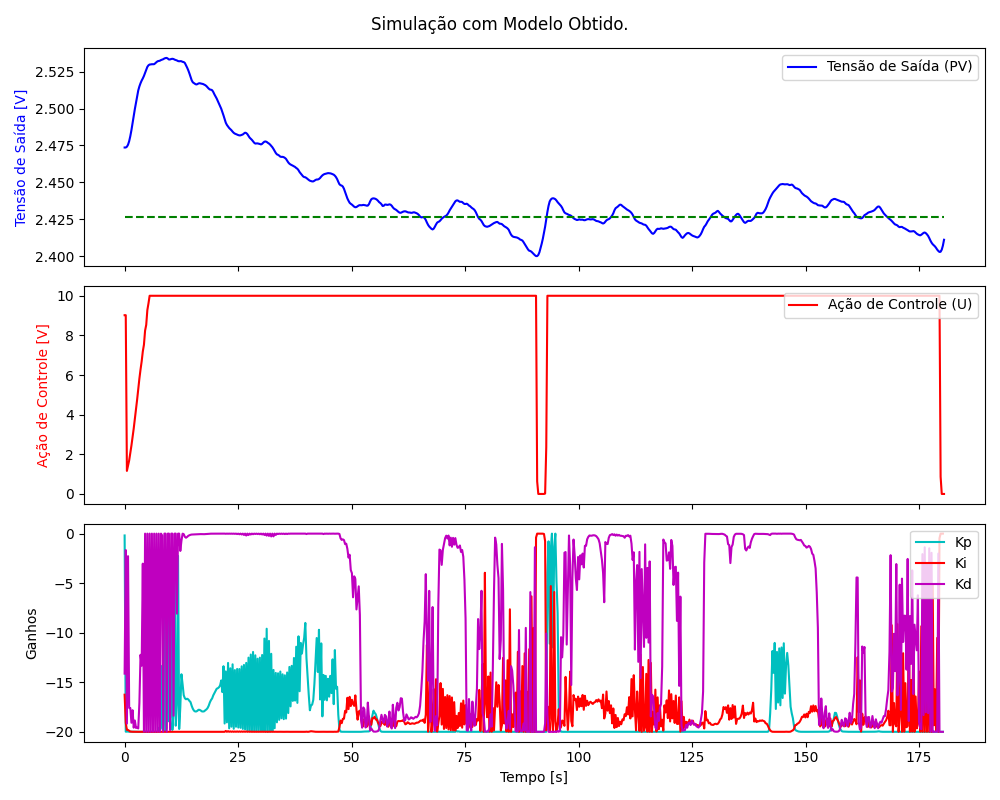 Simulação com Modelo Obtido.
Tensão de Saída [V]
2.525
2.500
2.475
2.450
2.425
2.400
Tensão de Saída (PV)
Ação de Controle [V]
10
8
6
4
2
0
Ação de Controle (U)
Ganhos
0
−5
−10
−15
−20
Kp
Ki
Kd
0 25 50 75 100 125 150 175
Tempo [s]